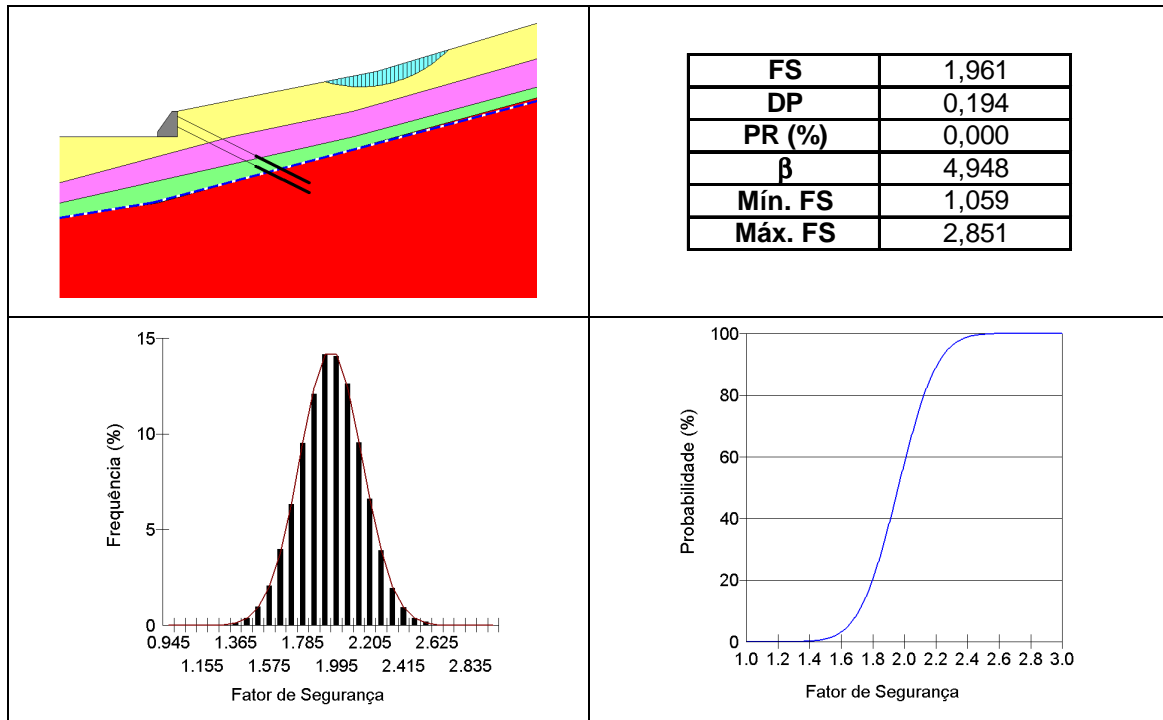 FS 1,961
DP 0,194
PR (%) 0,000
β 4,948
Mín. FS 1,059
Máx. FS 2,851
15
10
5
0
Frequência (%)
0.945 1.365 1.785 2.205 2.625
1.155 1.575 1.995 2.415 2.835
Fator de Segurança
100
80
60
40
20
0
Probabilidade (%)
1.0 1.2 1.4 1.6 1.8 2.0 2.2 2.4 2.6 2.8 3.0
Fator de Segurança